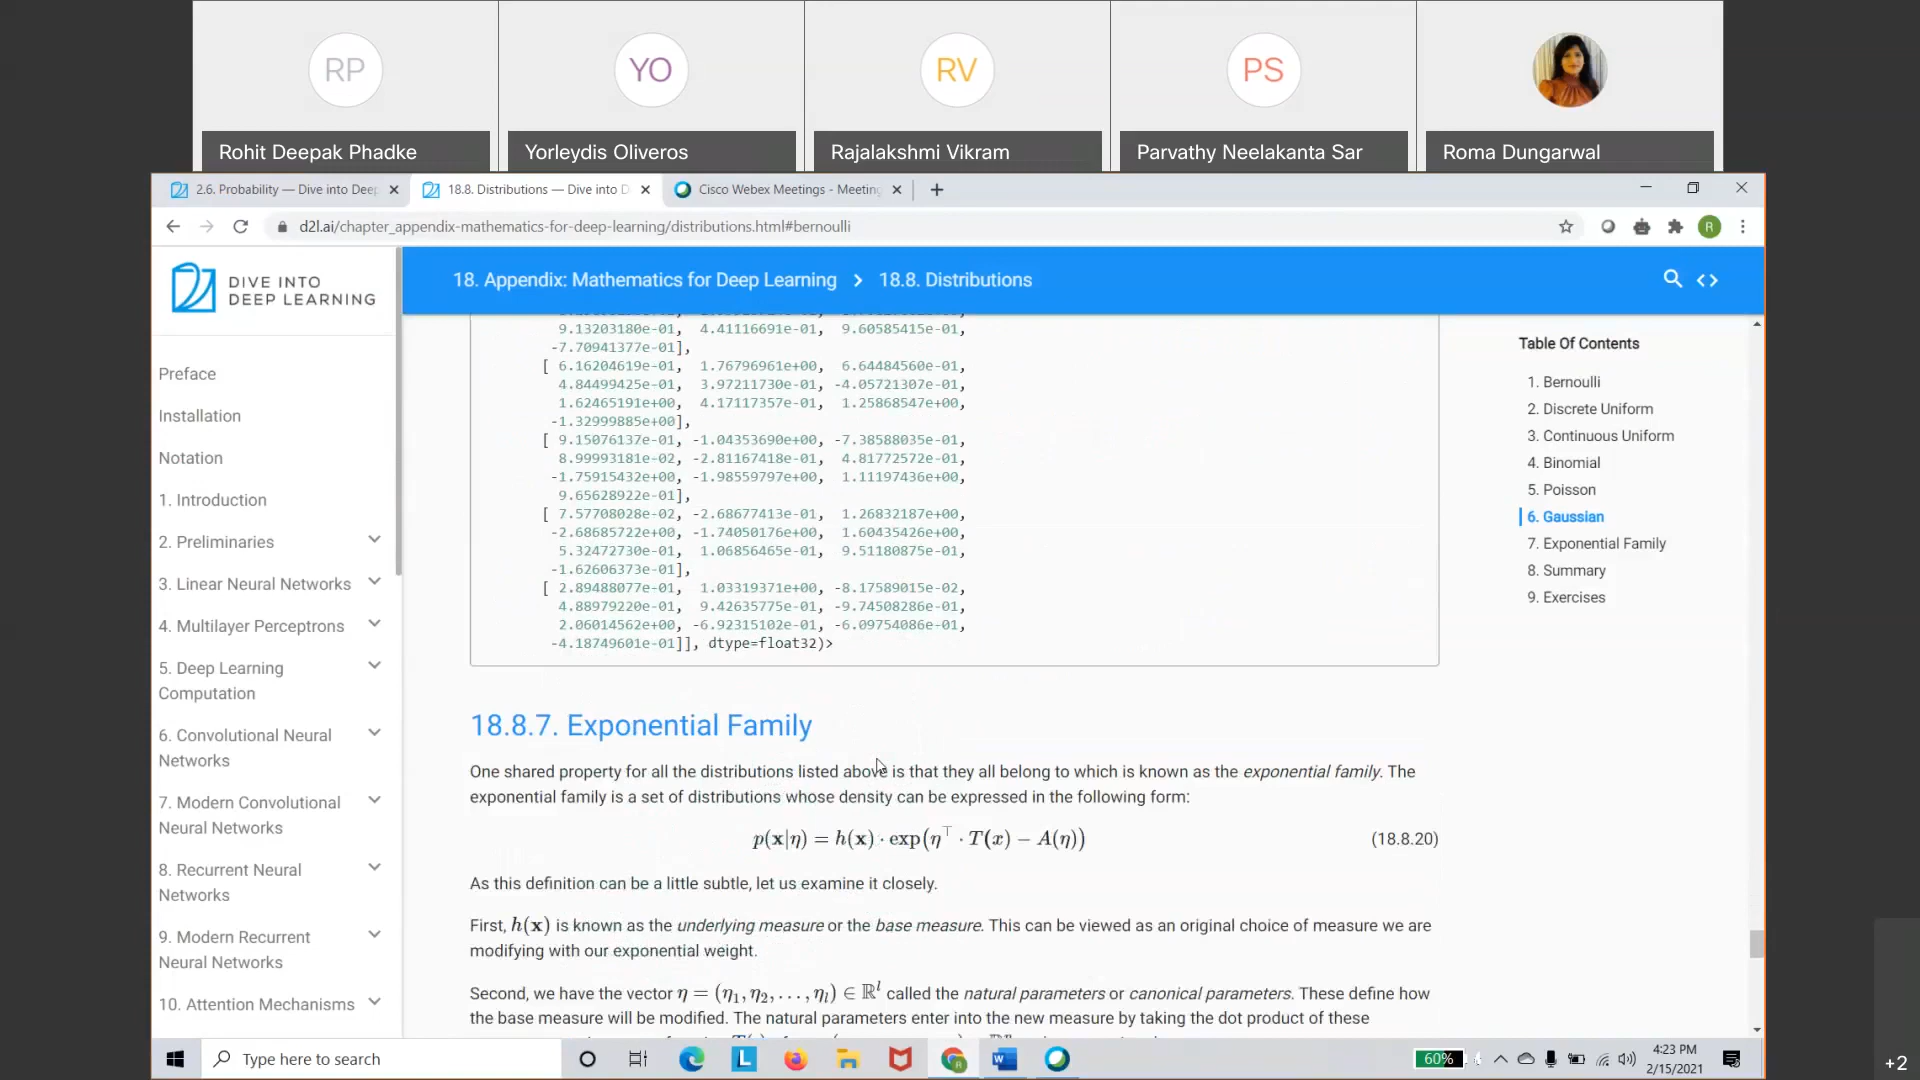 RP
YO
RV
PS
Rohit Deepak Phadke
Yorleydis Oliveros
Rajalakshmi Vikram
Parvathy Neelakanta Sar
Roma Dungarwal
2.6. Probability — Dive into Deep
18.8. Distributions — Dive into D
Cisco Webex Meetings - Meeting
d2l.ai/chapter_appendix-mathematics-for-deep-learning/distributions.html#bernoulli
R
DIVE INTO
DEEP LEARNING
18. Appendix: Mathematics for Deep Learning
18.8. Distributions
Preface
Installation
Notation
1. Introduction
2. Preliminaries
3. Linear Neural Networks
4. Multilayer Perceptrons
5. Deep Learning
Computation
6. Convolutional Neural
Networks
7. Modern Convolutional
Neural Networks
8. Recurrent Neural
Networks
9. Modern Recurrent
Neural Networks
10. Attention Mechanisms
9.13203180e-01, 4.41116691e-01, 9.60585415e-01,
-7.70941377e-01],
[ 6.16204619e-01, 1.76796961e+00, 6.64484560e-01,
4.84499425e-01, 3.97211730e-01, -4.05721307e-01,
1.62465191e+00, 4.17117357e-01, 1.25868547e+00,
-1.32999885e+00],
[ 9.15076137e-01, -1.04353690e+00, -7.38588035e-01,
8.99993181e-02, -2.81167418e-01, 4.81772572e-01,
-1.75915432e+00, -1.98559797e+00, 1.11197436e+00,
9.65628922e-01],
[ 7.57708028e-02, -2.68677413e-01, 1.26832187e+00,
-2.68685722e+00, -1.74050176e+00, 1.60435426e+00,
5.32472730e-01, 1.06856465e-01, 9.51180875e-01,
-1.62606373e-01],
[ 2.89488077e-01, 1.03319371e+00, -8.17589015e-02,
4.88979220e-01, 9.42635775e-01, -9.74508286e-01,
2.06014562e+00, -6.92315102e-01, -6.09754086e-01,
-4.18749601e-01]], dtype=float32)>
18.8.7. Exponential Family
One shared property for all the distributions listed above is that they all belong to which is known as the exponential family. The
exponential family is a set of distributions whose density can be expressed in the following form:
p(x|η) = h(x) · exp(η⊤ · T(x) − A(η))
(18.8.20)
As this definition can be a little subtle, let us examine it closely.
First, h(x) is known as the underlying measure or the base measure. This can be viewed as an original choice of measure we are
modifying with our exponential weight.
Second, we have the vector η = (η1, η2, . . . , ηl) ∈ ℝl called the natural parameters or canonical parameters. These define how
the base measure will be modified. The natural parameters enter into the new measure by taking the dot product of these
Table Of Contents
1. Bernoulli
2. Discrete Uniform
3. Continuous Uniform
4. Binomial
5. Poisson
6. Gaussian
7. Exponential Family
8. Summary
9. Exercises
Type here to search
60%
4:23 PM
2/15/2021
+2